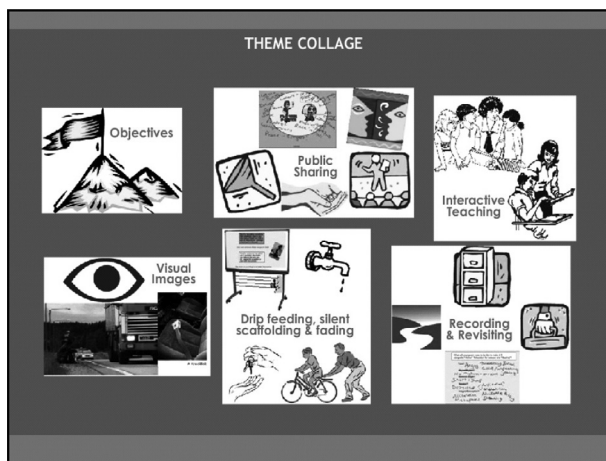 THEME COLLAGE
Objectives
Public
Sharing
Interactive
Teaching
Visual
Images
Drip feeding, silent
scaffolding & fading
Recording
& Revisiting